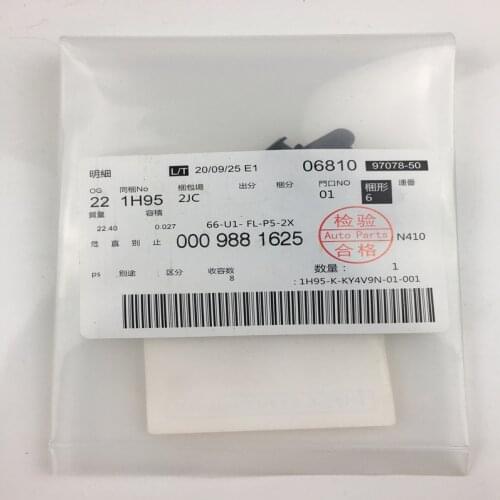 明細 L/T 20/09/25 E1 06810 97078-50
OG 同梱No 梱包場 出分 梱分 門口NO 梱形 連番
22 1H95 2JC 01 6
質量 容積
22.40 0.027 66-U1- FL-P5-2X
危 直 別 止 000 988 1625 N410
检验
Auto Parts
合格
ps 別途 : 区分 收容数 数量 : 1
8
: 1H95-K-KY4V9N-01-001